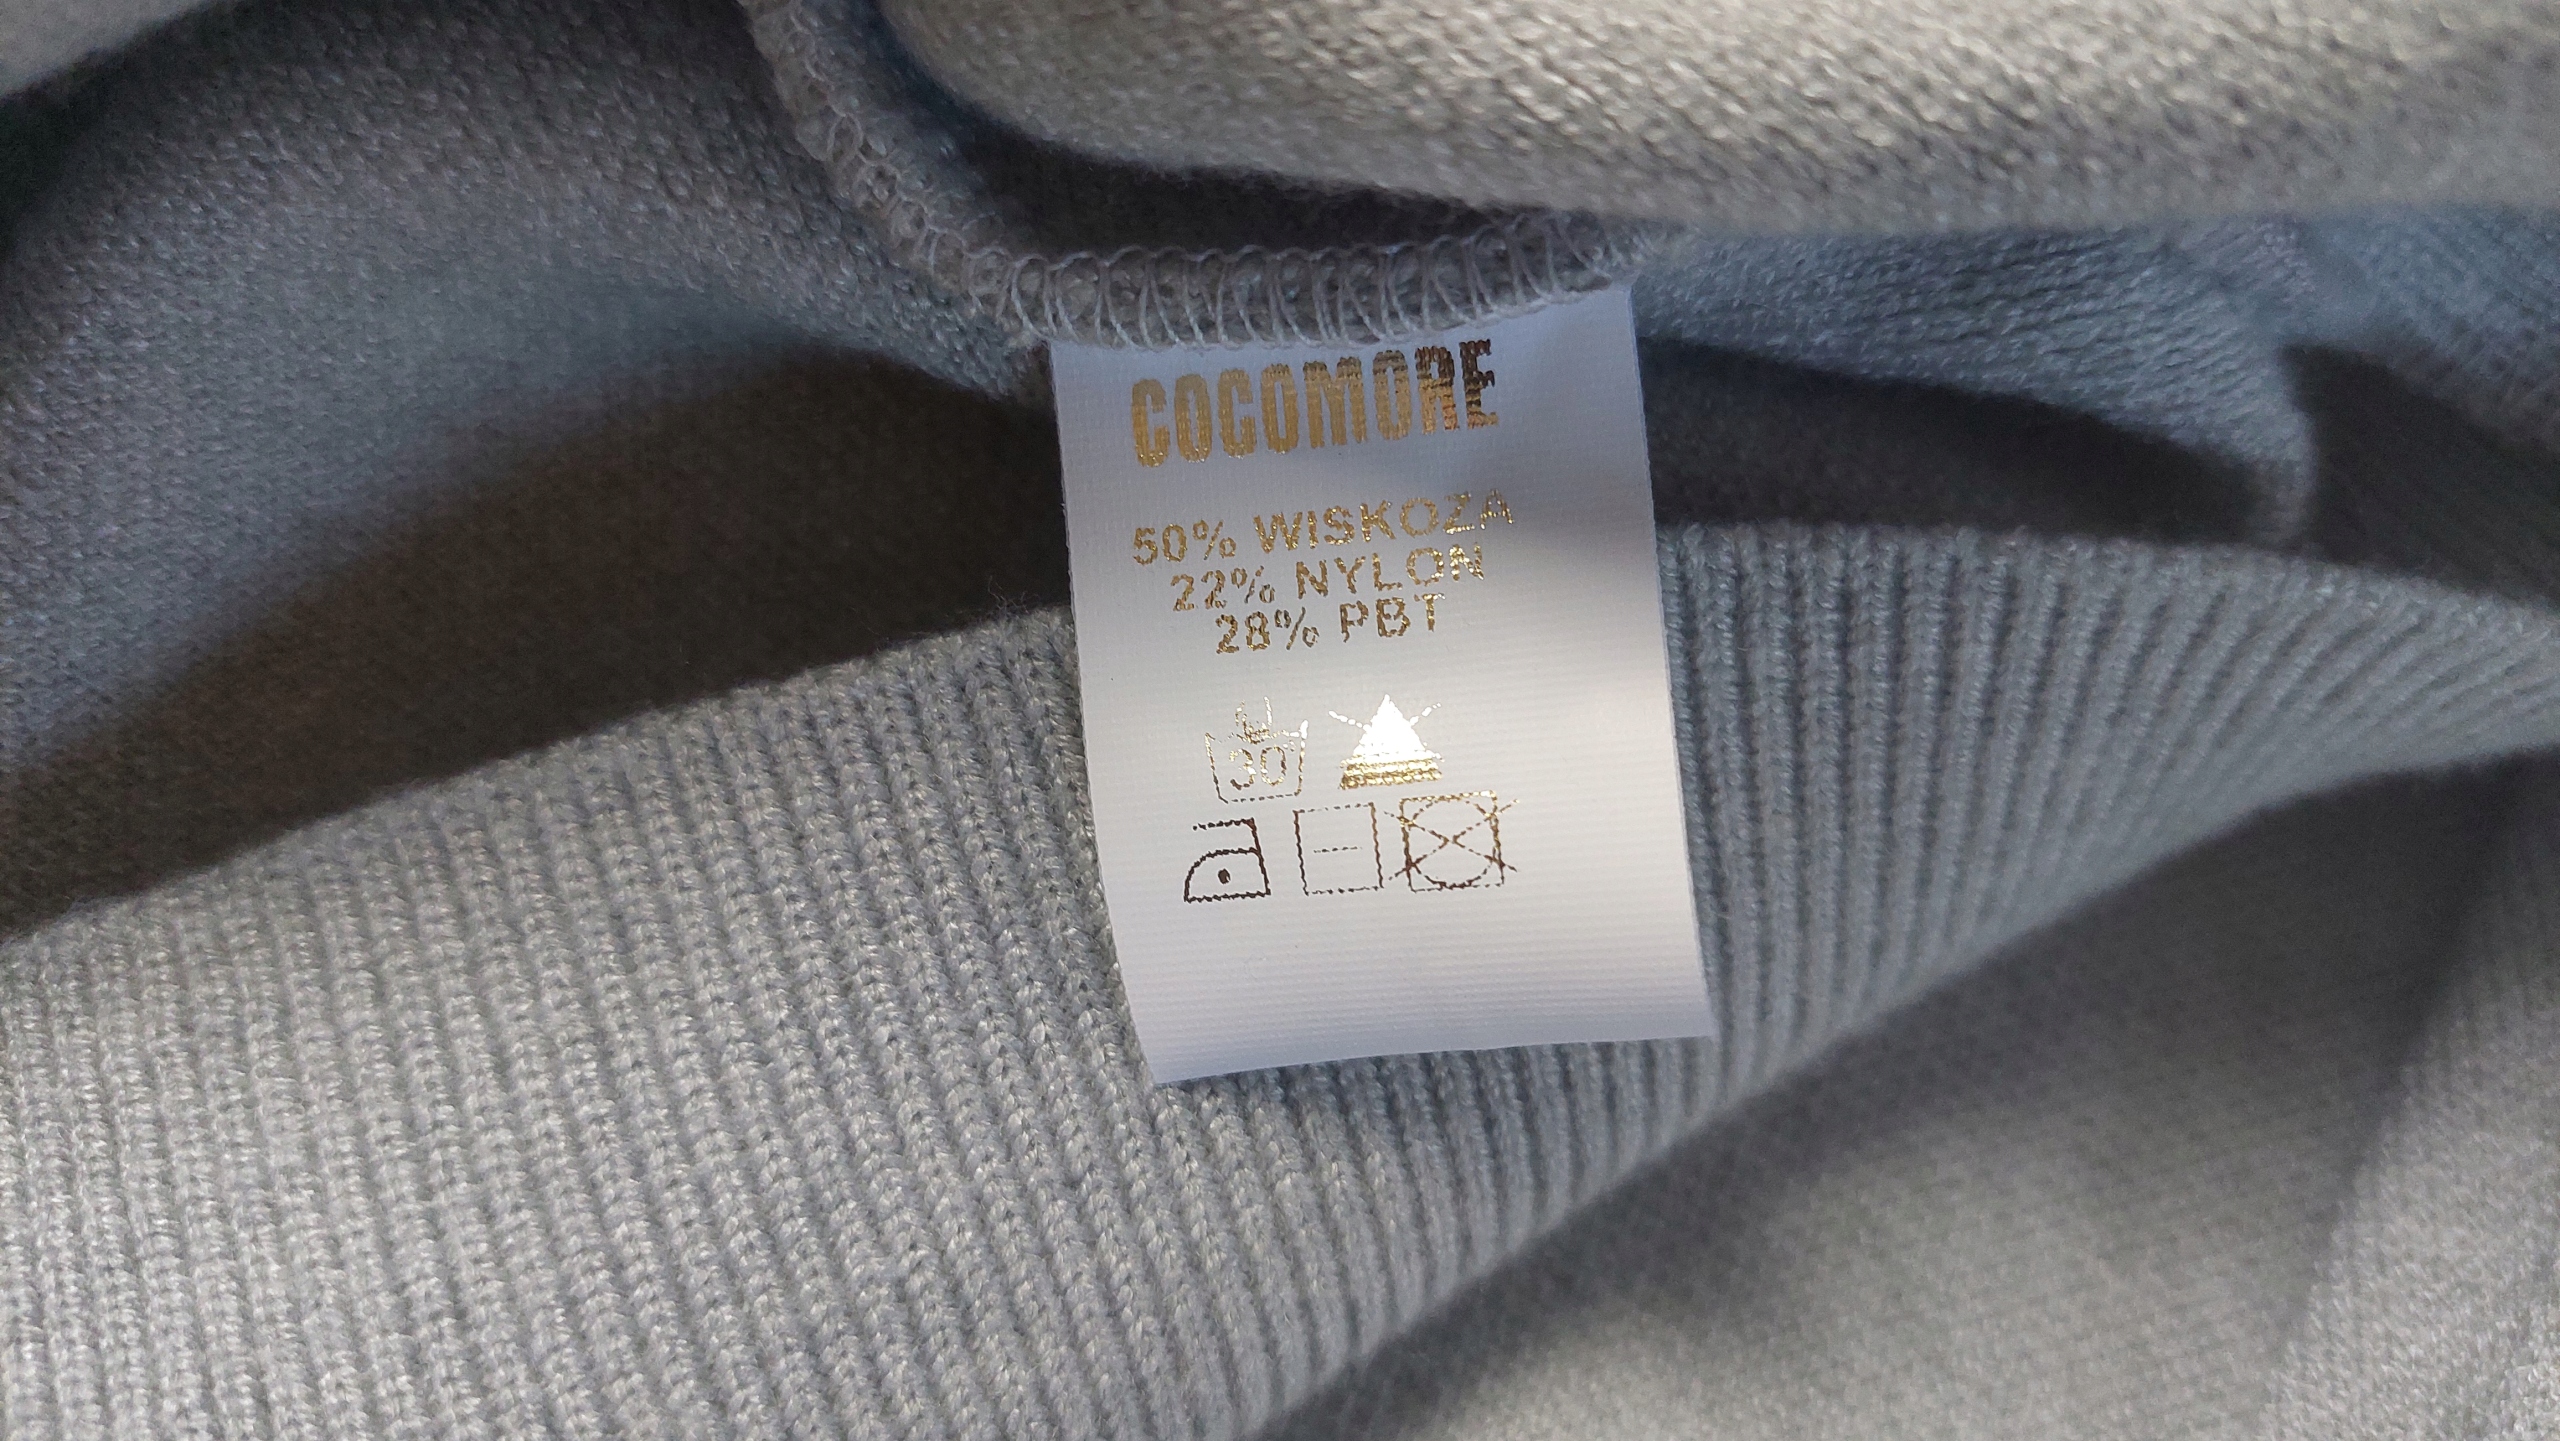 COCOMORE
50% WISKOZA
22% NYLON
28% PBT
30°